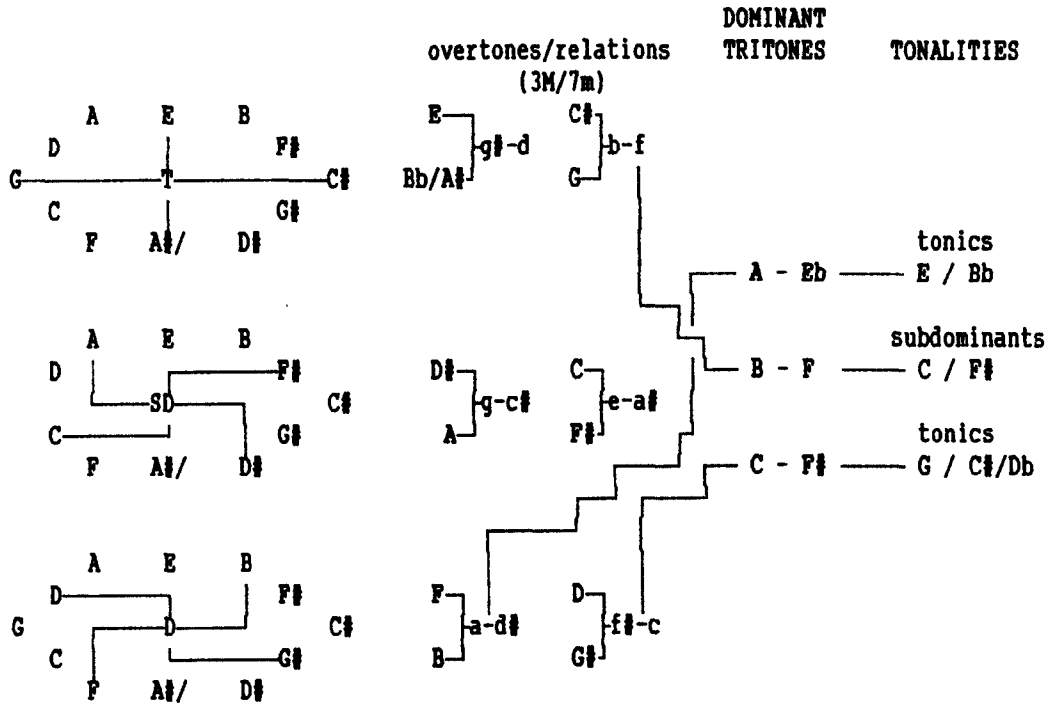 DOMINANT
overtones/relations TRITONES TONALITIES
(3M/7m)
A E B E C#
D F# g#-d b-f
G T C# Bb/A# G
C G#
F A#/ D# tonics
A - Eb E / Bb
A E B subdominants
D F# D# C B - F C / F#
SD C# g-c# e-a#
C G# A F# tonics
F A#/ D# C - F# G / C#/Db
A E B
D F# F D
G D C# a-d# f#-c
C G# B G#
F A#/ D#